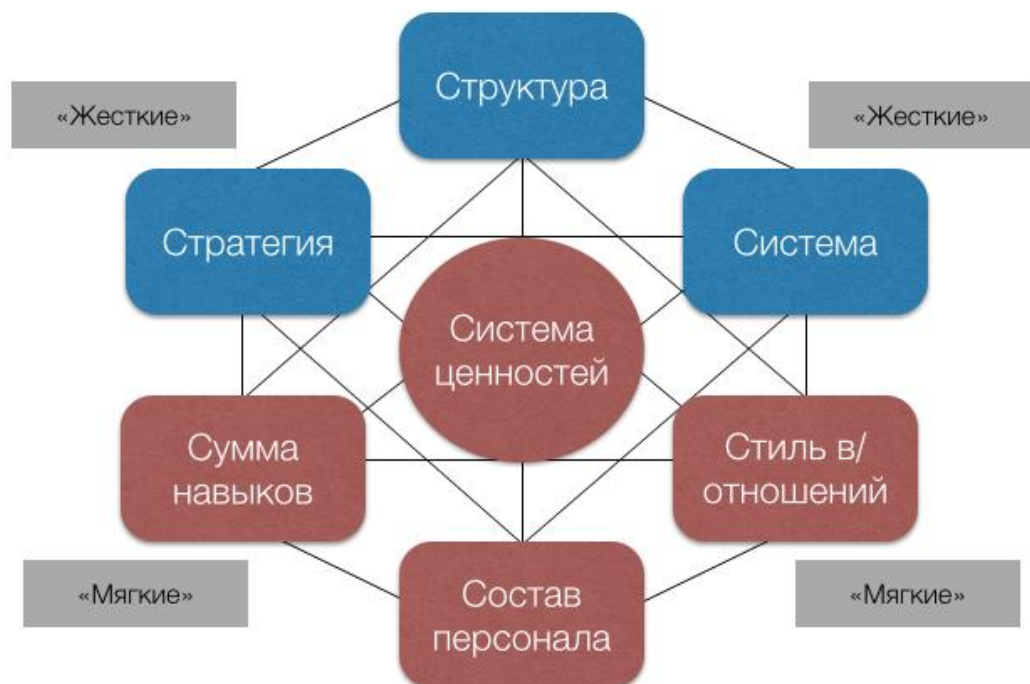 Структура
«Жесткие»
«Жесткие»
Стратегия
Система
Система
ценностей
Сумма
навыков
Стиль в/
отношений
Состав
персонала
«Мягкие»
«Мягкие»